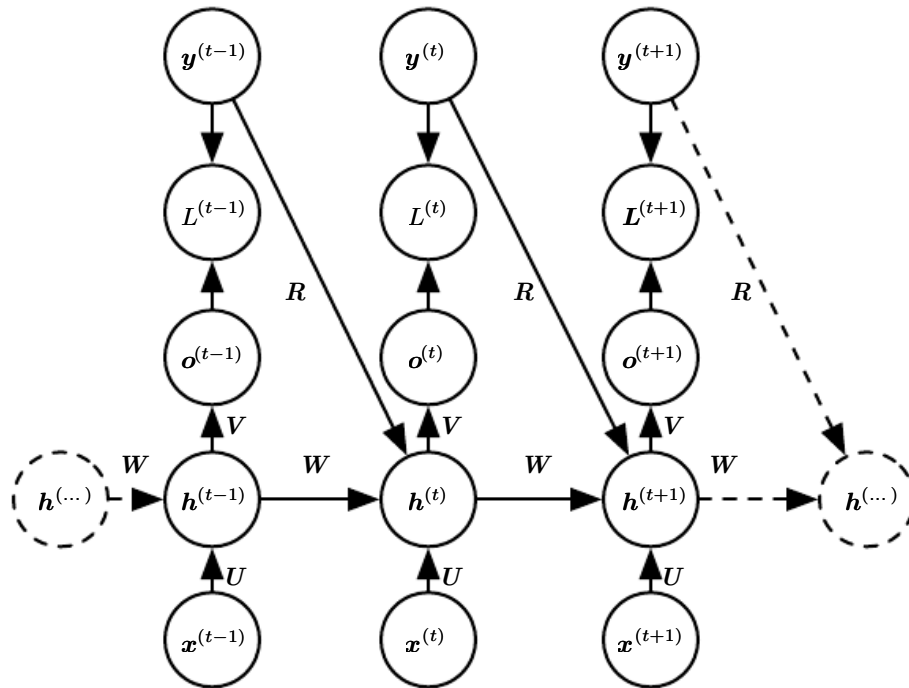 y^(t−1) y^(t) y^(t+1)
L^(t−1) L^(t) L^(t+1)
R R R
o^(t−1) o^(t) o^(t+1)
V V V
W W W W
h^(...) h^(t−1) h^(t) h^(t+1) h^(...)
U U U
x^(t−1) x^(t) x^(t+1)